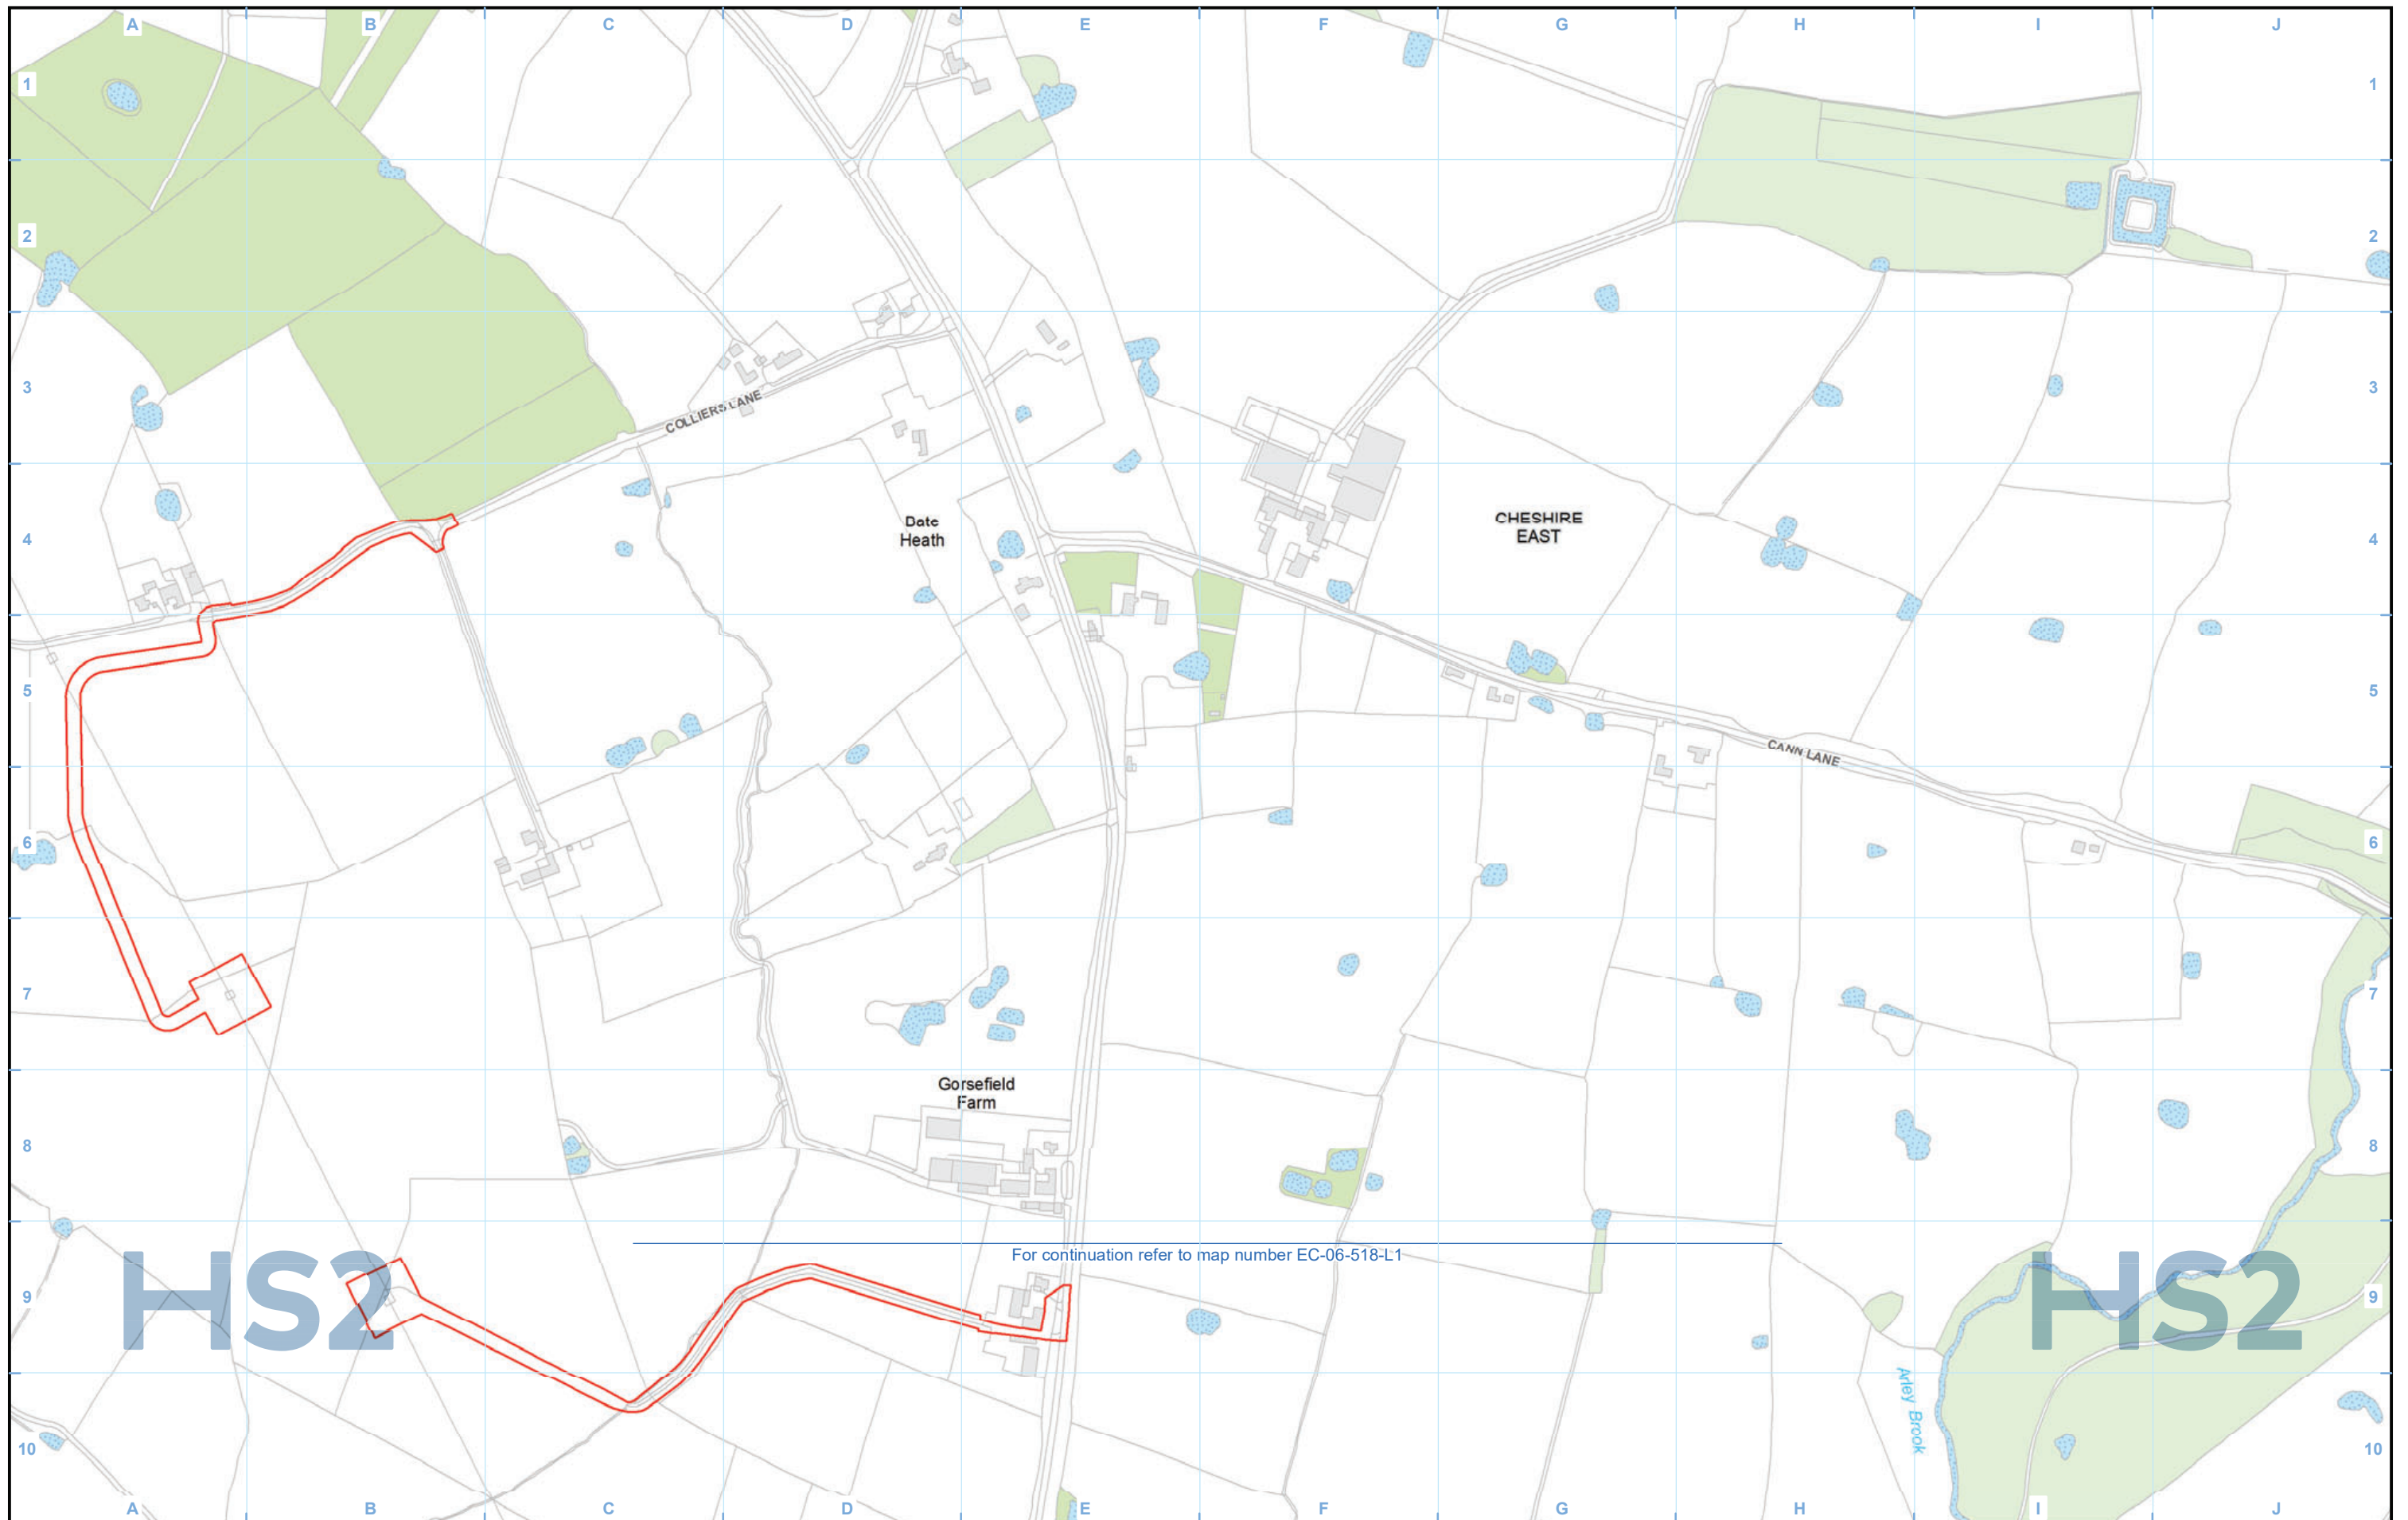 A B C D E F G H I J
1 1
2 2
3 3
COLLIERS LANE
Date
Heath
CHESHIRE
EAST
4 4
5 5
CANN LANE
6 6
7 7
Gorsefield
Farm
8 8
For continuation refer to map number EC-06-518-L1
HS2 HS2
9 9
Arley Brook
10 10
A B C D E F G H I J